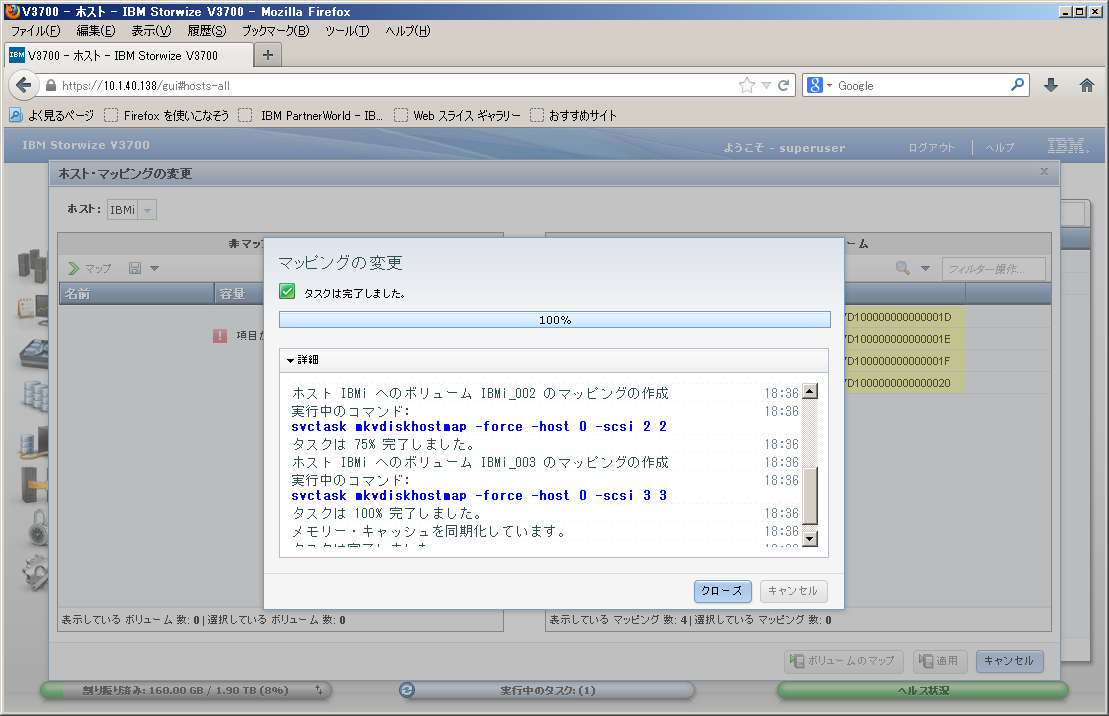 V3700 - ホスト - IBM Storwize V3700 - Mozilla Firefox
ファイル(F) 編集(E) 表示(V) 履歴(S) ブックマーク(B) ツール(T) ヘルプ(H)
IBM V3700 - ホスト - IBM Storwize V3700
https://10.1.40.138/gui#hosts-all
Google
よく見るページ Firefox を使いこなそう IBM PartnerWorld - IB... Web スライス ギャラリー おすすめサイト
IBM Storwize V3700 ようこそ - superuser ログアウト | ヘルプ IBM.
ホスト・マッピングの変更 x
ホスト: IBMi
非マッ
ーム
マップ
フィルター操作...
名前 容量
項目
D100000000000001D
D100000000000001E
D100000000000001F
D1000000000000020
マッピングの変更
タスクは完了しました。
100%
詳細
ホスト IBMi へのボリューム IBMi_002 のマッピングの作成 18:36
実行中のコマンド: 18:36
svctask mkvdiskhostmap -force -host 0 -scsi 2 2
タスクは 75% 完了しました。 18:36
ホスト IBMi へのボリューム IBMi_003 のマッピングの作成 18:36
実行中のコマンド: 18:36
svctask mkvdiskhostmap -force -host 0 -scsi 3 3
タスクは 100% 完了しました。 18:36
メモリー・キャッシュを同期化しています。 18:36
タスクは完了しました 18:36
クローズ キャンセル
表示している ボリューム 数: 0 | 選択している ボリューム 数: 0
表示している マッピング 数: 4 | 選択している マッピング 数: 0
ボリュームのマップ 適用 キャンセル
割り振り済み: 160.00 GB / 1.90 TB (8%)
実行中のタスク: (1)
ヘルス状況